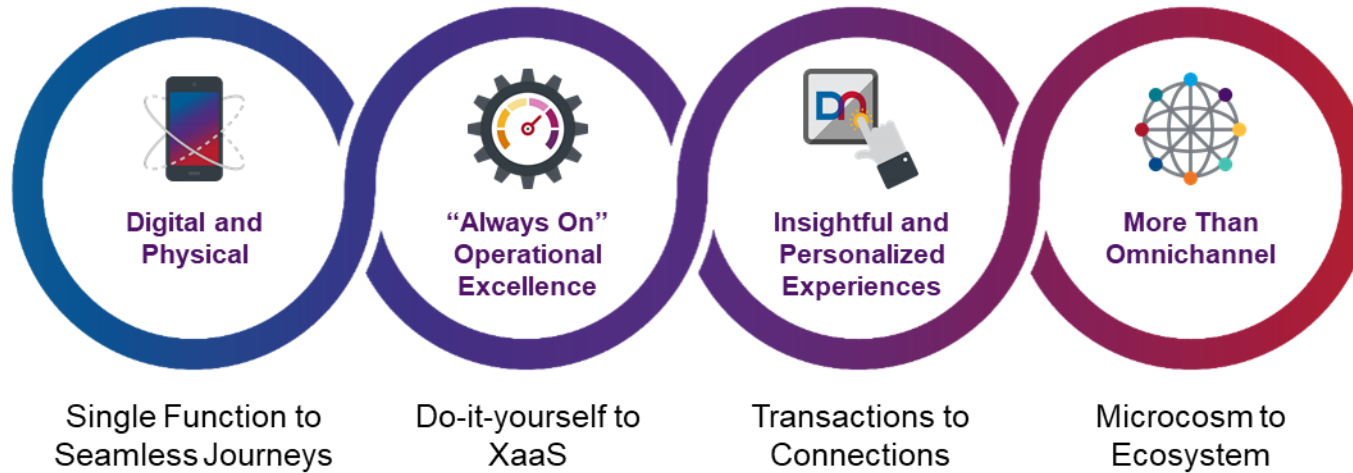 Digital and
Physical
“Always On”
Operational
Excellence
DN
Insightful and
Personalized
Experiences
More Than
Omnichannel
Single Function to
Seamless Journeys
Do-it-yourself to
XaaS
Transactions to
Connections
Microcosm to
Ecosystem